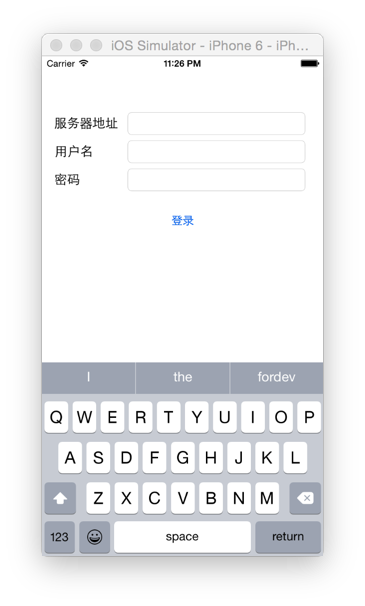 iOS Simulator - iPhone 6 - iPh...
Carrier 11:26 PM
服务器地址
用户名
密码
登录
I the fordev
Q W E R T Y U I O P
A S D F G H J K L
Z X C V B N M
123 space return